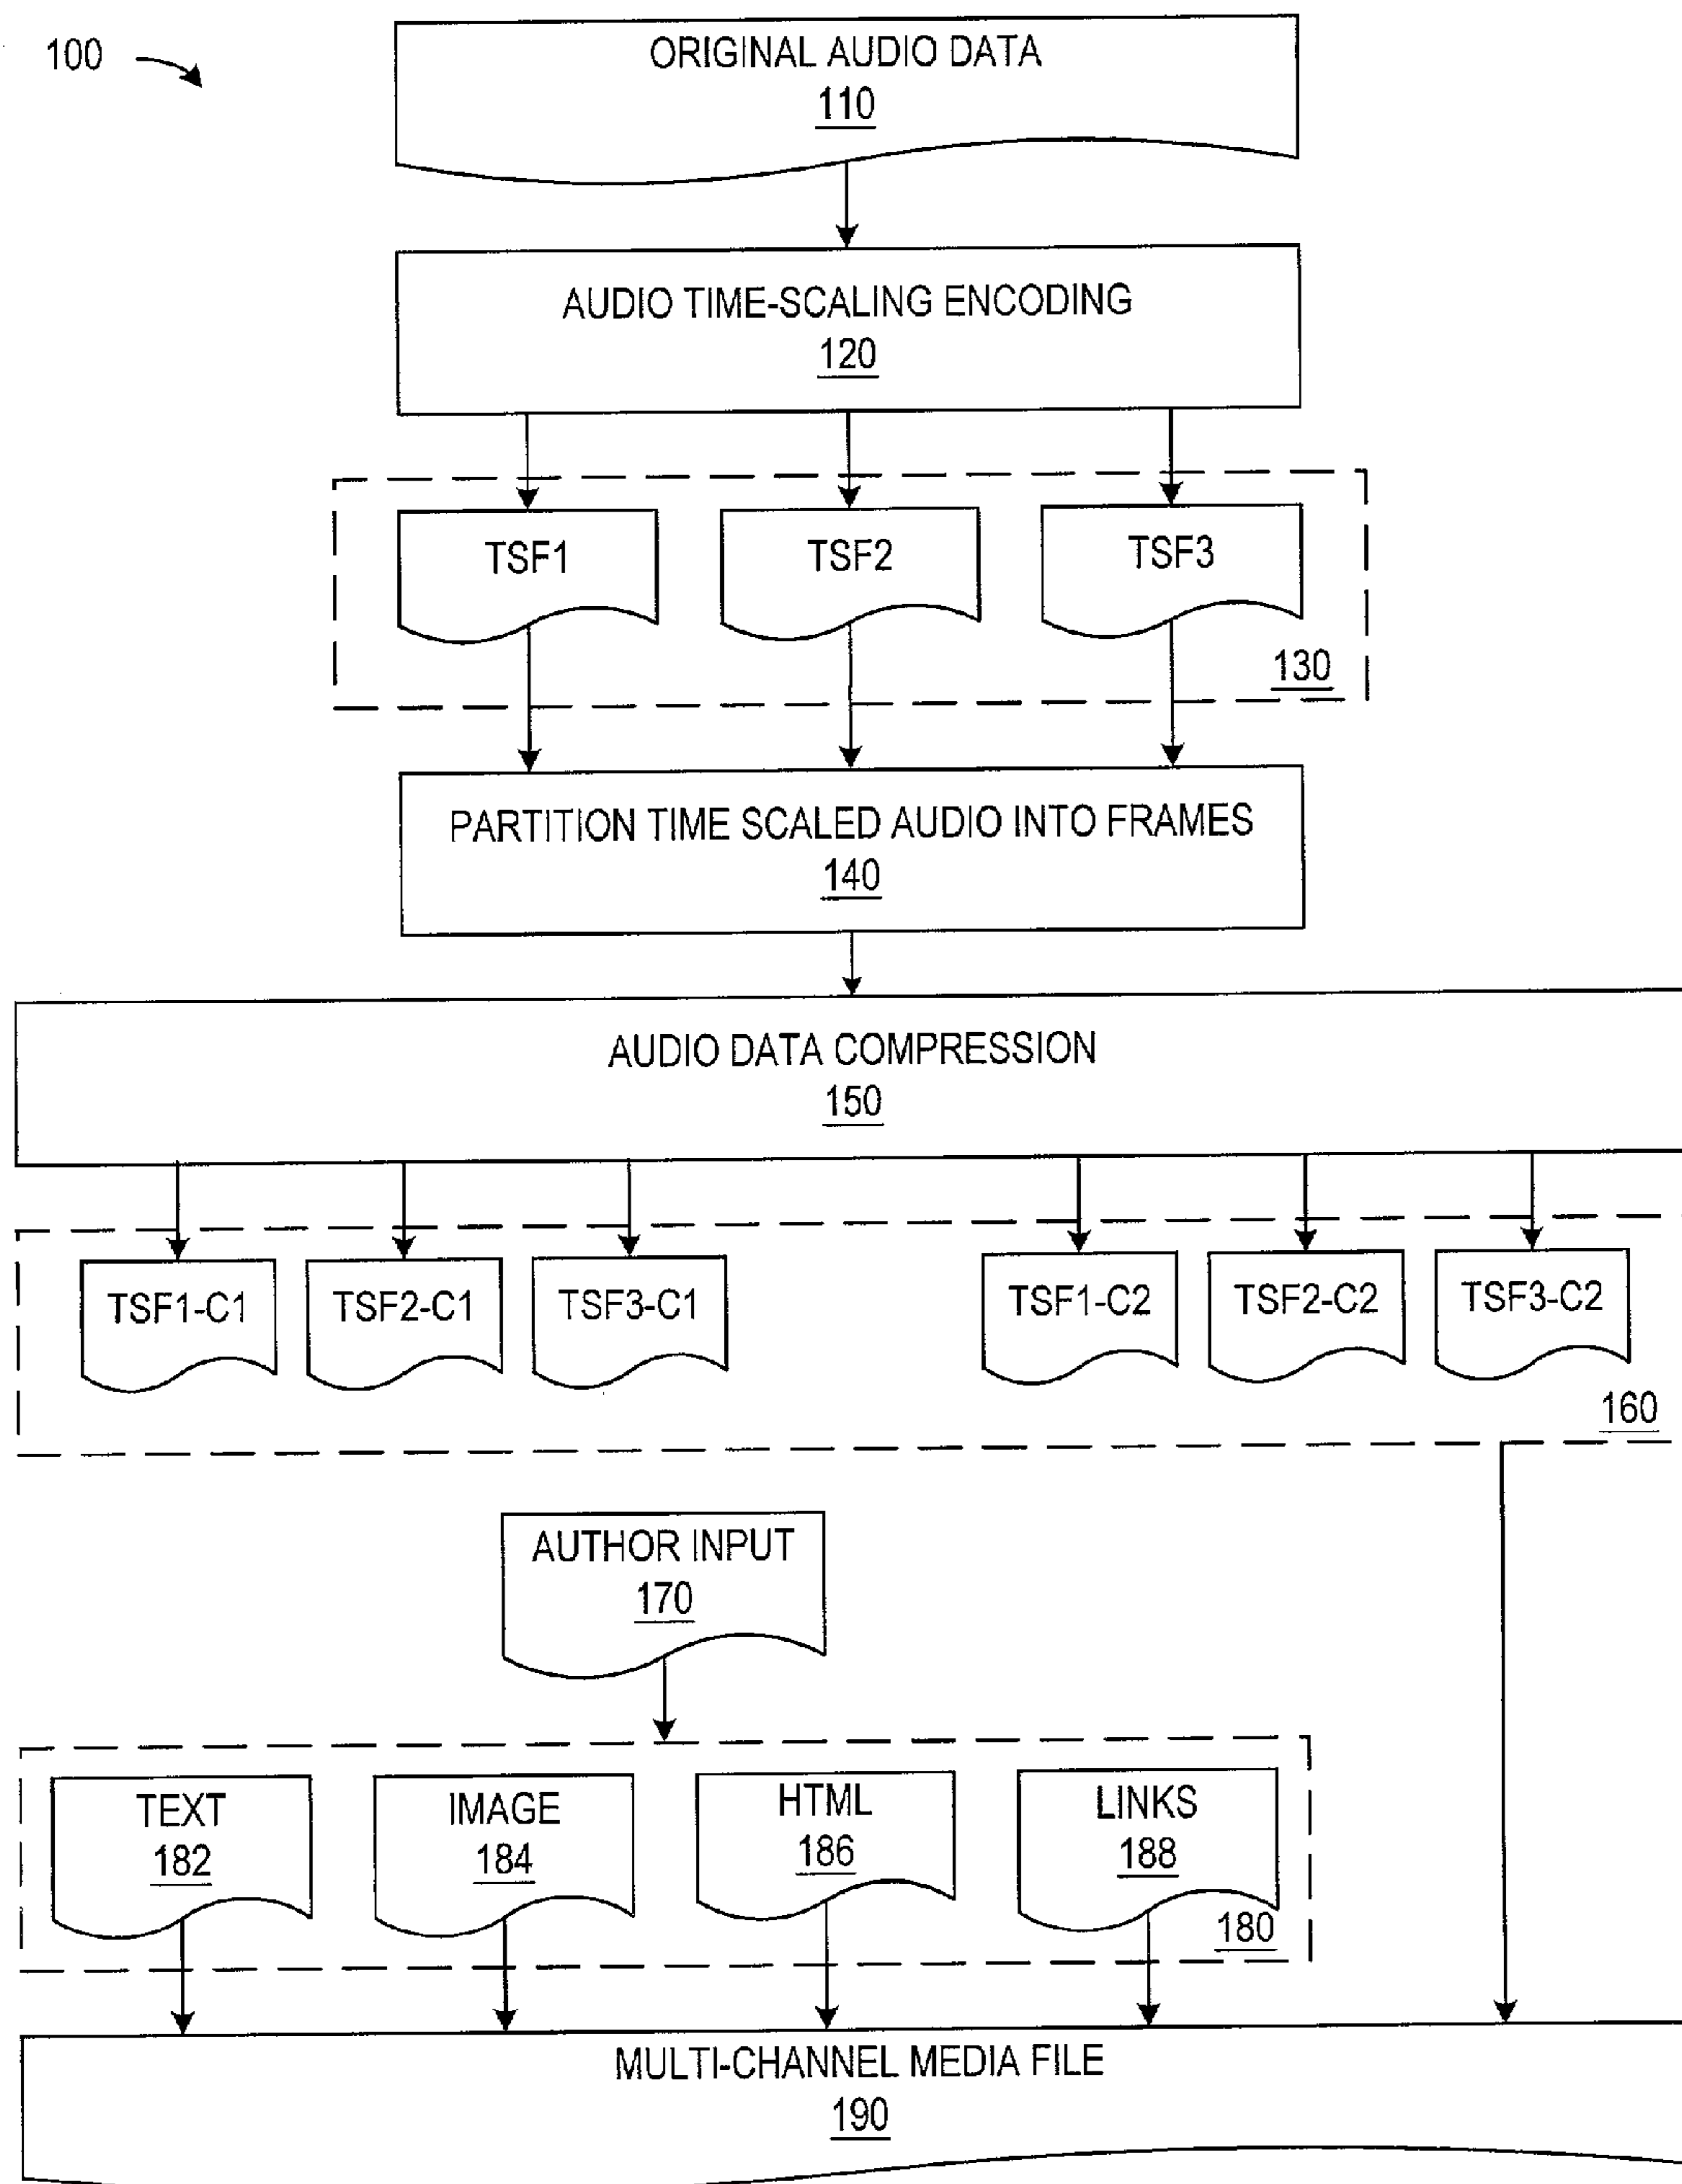 100
ORIGINAL AUDIO DATA
110
AUDIO TIME-SCALING ENCODING
120
TSF1 TSF2 TSF3
130
PARTITION TIME SCALED AUDIO INTO FRAMES
140
AUDIO DATA COMPRESSION
150
TSF1-C1 TSF2-C1 TSF3-C1 TSF1-C2 TSF2-C2 TSF3-C2
160
AUTHOR INPUT
170
TEXT IMAGE HTML LINKS
182 184 186 188
180
MULTI-CHANNEL MEDIA FILE
190